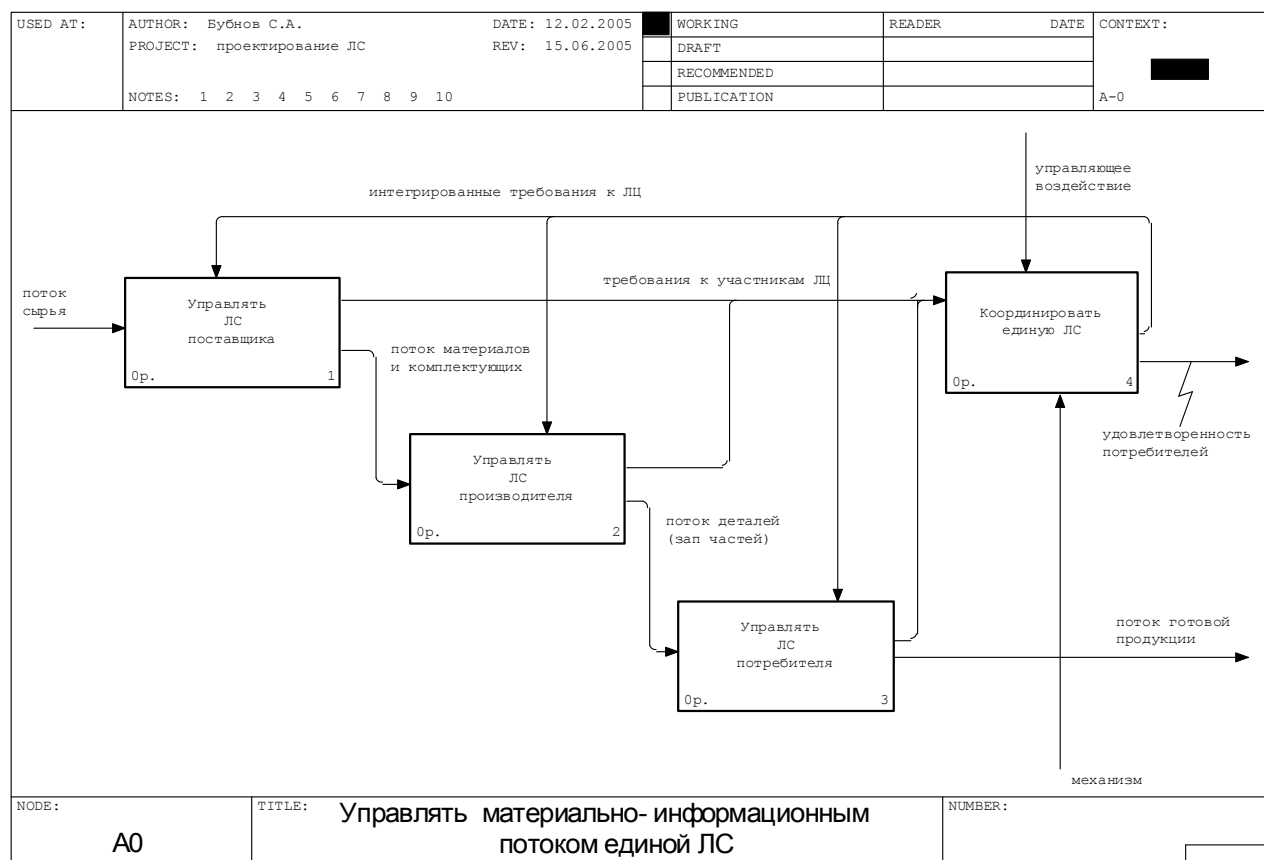 USED AT:
AUTHOR: Бубнов С.А.
DATE: 12.02.2005
WORKING
READER
DATE
CONTEXT:
PROJECT: проектирование ЛС
REV: 15.06.2005
DRAFT
RECOMMENDED
NOTES: 1 2 3 4 5 6 7 8 9 10
PUBLICATION
A-0
управляющее
воздействие
интегрированные требования к ЛЦ
требования к участникам ЛЦ
поток
сырья
Управлять
ЛС
поставщика
0р.
1
Координировать
единую ЛС
0р.
4
поток материалов
и комплектующих
удовлетворенность
потребителей
Управлять
ЛС
производителя
0р.
2
поток деталей
(зап частей)
Управлять
ЛС
потребителя
0р.
3
поток готовой
продукции
механизм
NODE:
A0
TITLE:
Управлять материально- информационным
потоком единой ЛС
NUMBER: